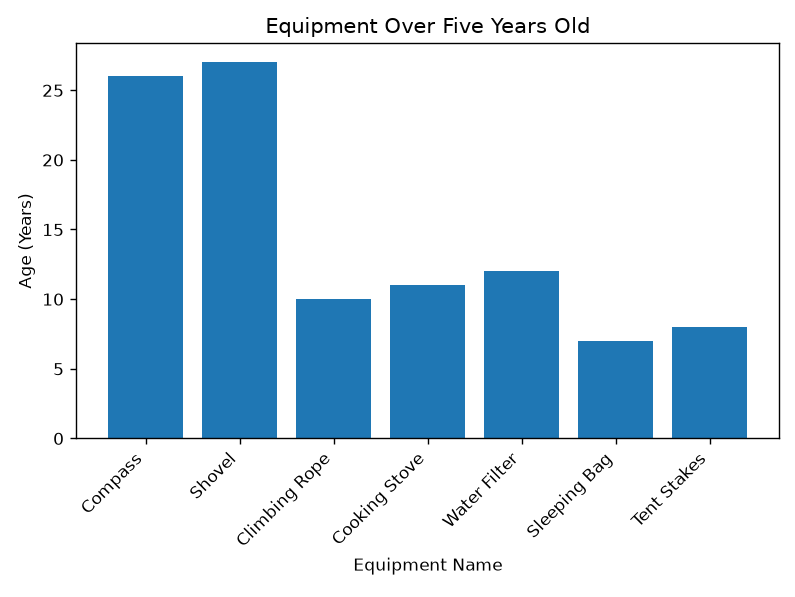 Equipment Over Five Years Old
Age (Years)
25
20
15
10
5
0
Compass
Shovel
Climbing Rope
Cooking Stove
Water Filter
Sleeping Bag
Tent Stakes
Equipment Name